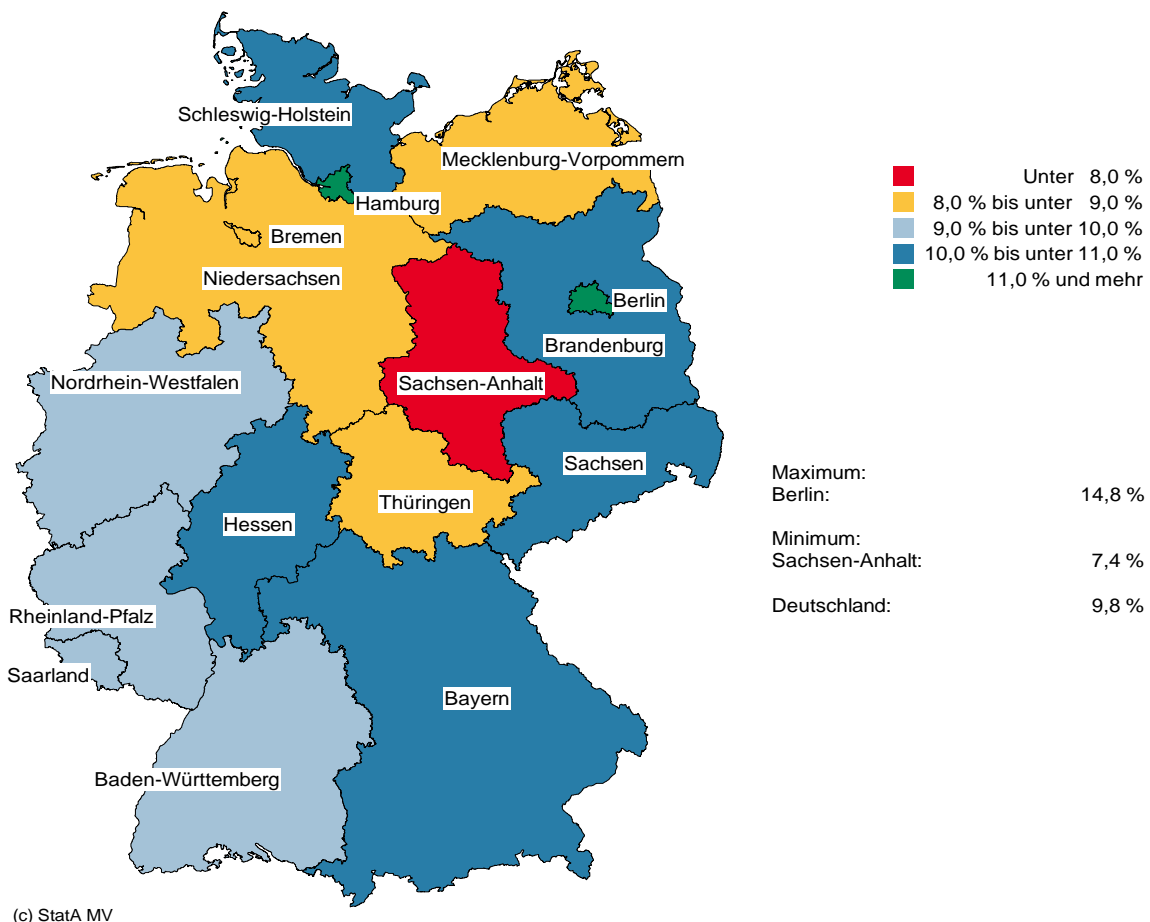 Schleswig-Holstein
Mecklenburg-Vorpommern
Hamburg
Bremen
Niedersachsen
Berlin
Brandenburg
Nordrhein-Westfalen
Sachsen-Anhalt
Sachsen
Thüringen
Hessen
Rheinland-Pfalz
Saarland
Bayern
Baden-Württemberg
Unter 8,0 %
8,0 % bis unter 9,0 %
9,0 % bis unter 10,0 %
10,0 % bis unter 11,0 %
11,0 % und mehr
Maximum:
Berlin: 14,8 %
Minimum:
Sachsen-Anhalt: 7,4 %
Deutschland: 9,8 %
(c) StatA MV